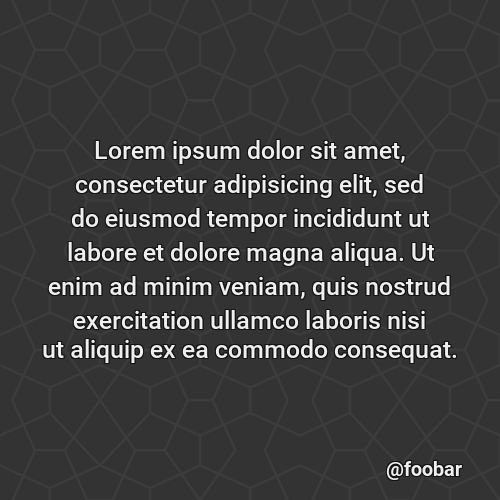 Lorem ipsum dolor sit amet,
consectetur adipisicing elit, sed
do eiusmod tempor incididunt ut
labore et dolore magna aliqua. Ut
enim ad minim veniam, quis nostrud
exercitation ullamco laboris nisi
ut aliquip ex ea commodo consequat.
@foobar